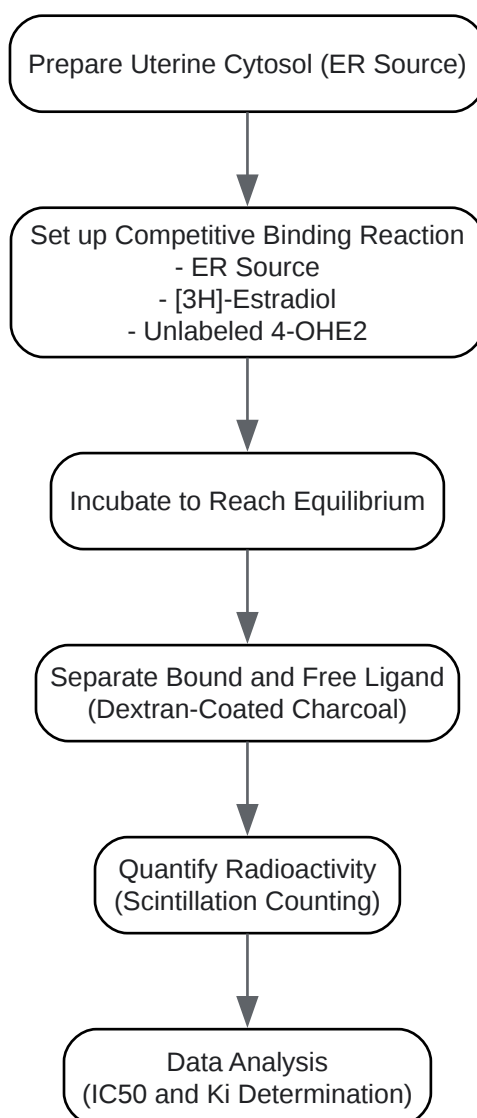 Prepare Uterine Cytosol (ER Source)
Set up Competitive Binding Reaction
- ER Source
- [3H]-Estradiol
- Unlabeled 4-OHE2
Incubate to Reach Equilibrium
Separate Bound and Free Ligand
(Dextran-Coated Charcoal)
Quantify Radioactivity
(Scintillation Counting)
Data Analysis
(IC50 and Ki Determination)